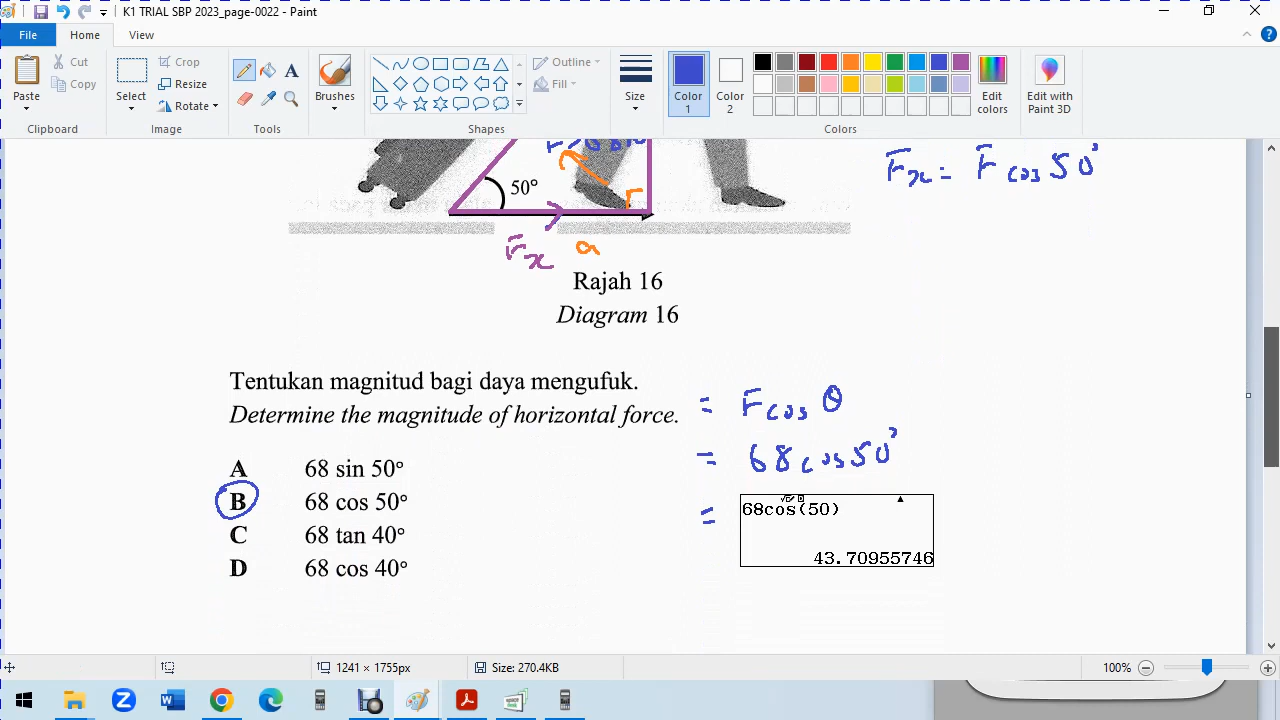 K1 TRIAL SBP 2023_page-0022 - Paint
File Home View
Paste Cut Copy
Select Crop Resize Rotate
A
Brushes
Outline Fill
Size
Color 1
Color 2
Edit colors
Edit with Paint 3D
Clipboard Image Tools Shapes Colors
Fx = F cos 50°
50°
Fx
a
Rajah 16
Diagram 16
Tentukan magnitud bagi daya mengufuk.
Determine the magnitude of horizontal force.
= F cos θ
= 68 cos 50°
A 68 sin 50°
B 68 cos 50°
C 68 tan 40°
D 68 cos 40°
=
68cos(50)
43.70955746
1241 × 1755px
Size: 270.4KB
100%